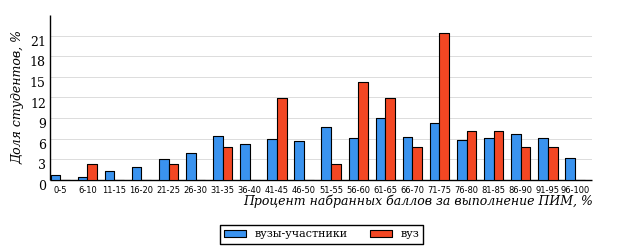 Доля студентов, %
21
18
15
12
9
6
3
0
0-5 6-10 11-15 16-20 21-25 26-30 31-35 36-40 41-45 46-50 51-55 56-60 61-65 66-70 71-75 76-80 81-85 86-90 91-95 96-100
Процент набранных баллов за выполнение ПИМ, %
вузы-участники вуз